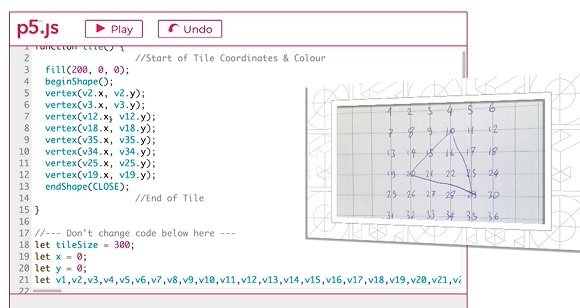 p5.js
Play
Undo
1 function tile() {
2 //Start of Tile Coordinates & Colour
3 fill(200, 0, 0);
4 beginShape();
5 vertex(v2.x, v2.y);
6 vertex(v3.x, v3.y);
7 vertex(v12.x, v12.y);
8 vertex(v18.x, v18.y);
9 vertex(v35.x, v35.y);
10 vertex(v34.x, v34.y);
11 vertex(v25.x, v25.y);
12 vertex(v19.x, v19.y);
13 endShape(CLOSE);
14 //End of Tile
15 }
16
17 //--- Don't change code below here ---
18 let tileSize = 300;
19 let x = 0;
20 let y = 0;
21 let v1,v2,v3,v4,v5,v6,v7,v8,v9,v10,v11,v12,v13,v14,v15,v16,v17,v18,v19,v20,v21,
22
1 2 3 4 5 6
7 8 9 10 11 12
13 14 15 16 17 18
19 20 21 22 23 24
25 26 27 28 29 30
31 32 33 34 35 36